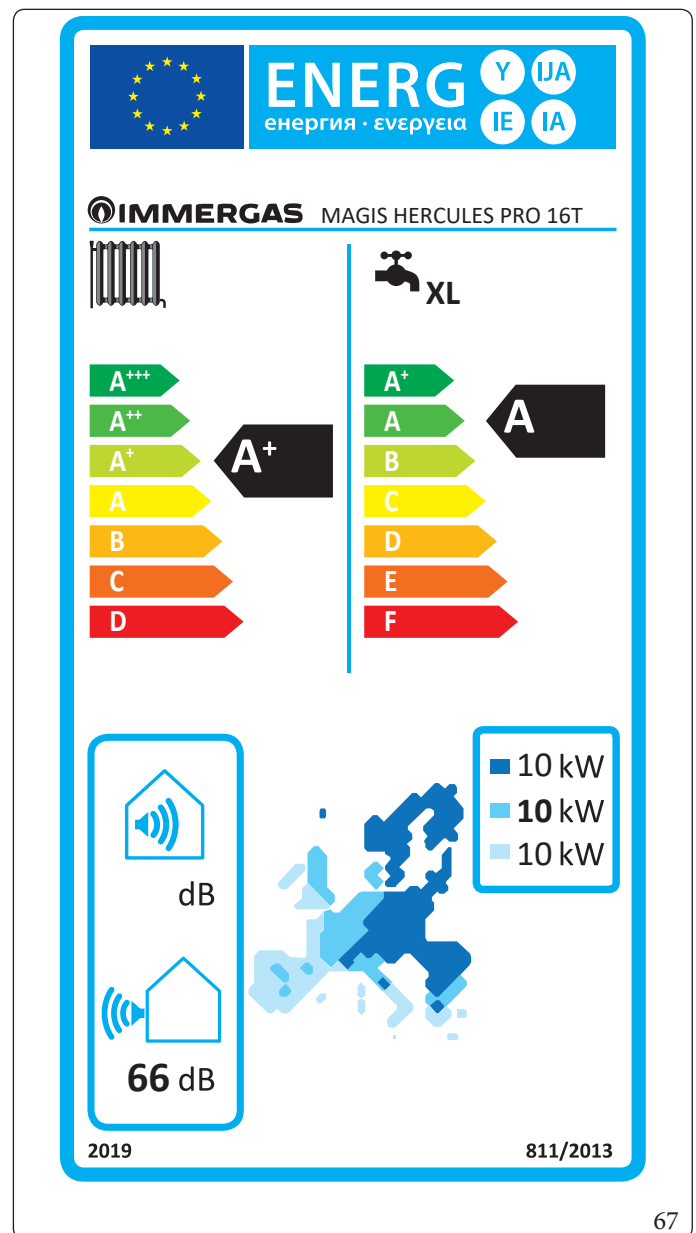 ENERG Y IJA
енергия · ενεργεια IE IA
IMMERGAS MAGIS HERCULES PRO 16T
XL
A+++
A++
A+
A
B
C
D
A+
A+
A
B
C
D
E
F
A
dB
66 dB
10 kW
10 kW
10 kW
2019 811/2013
67